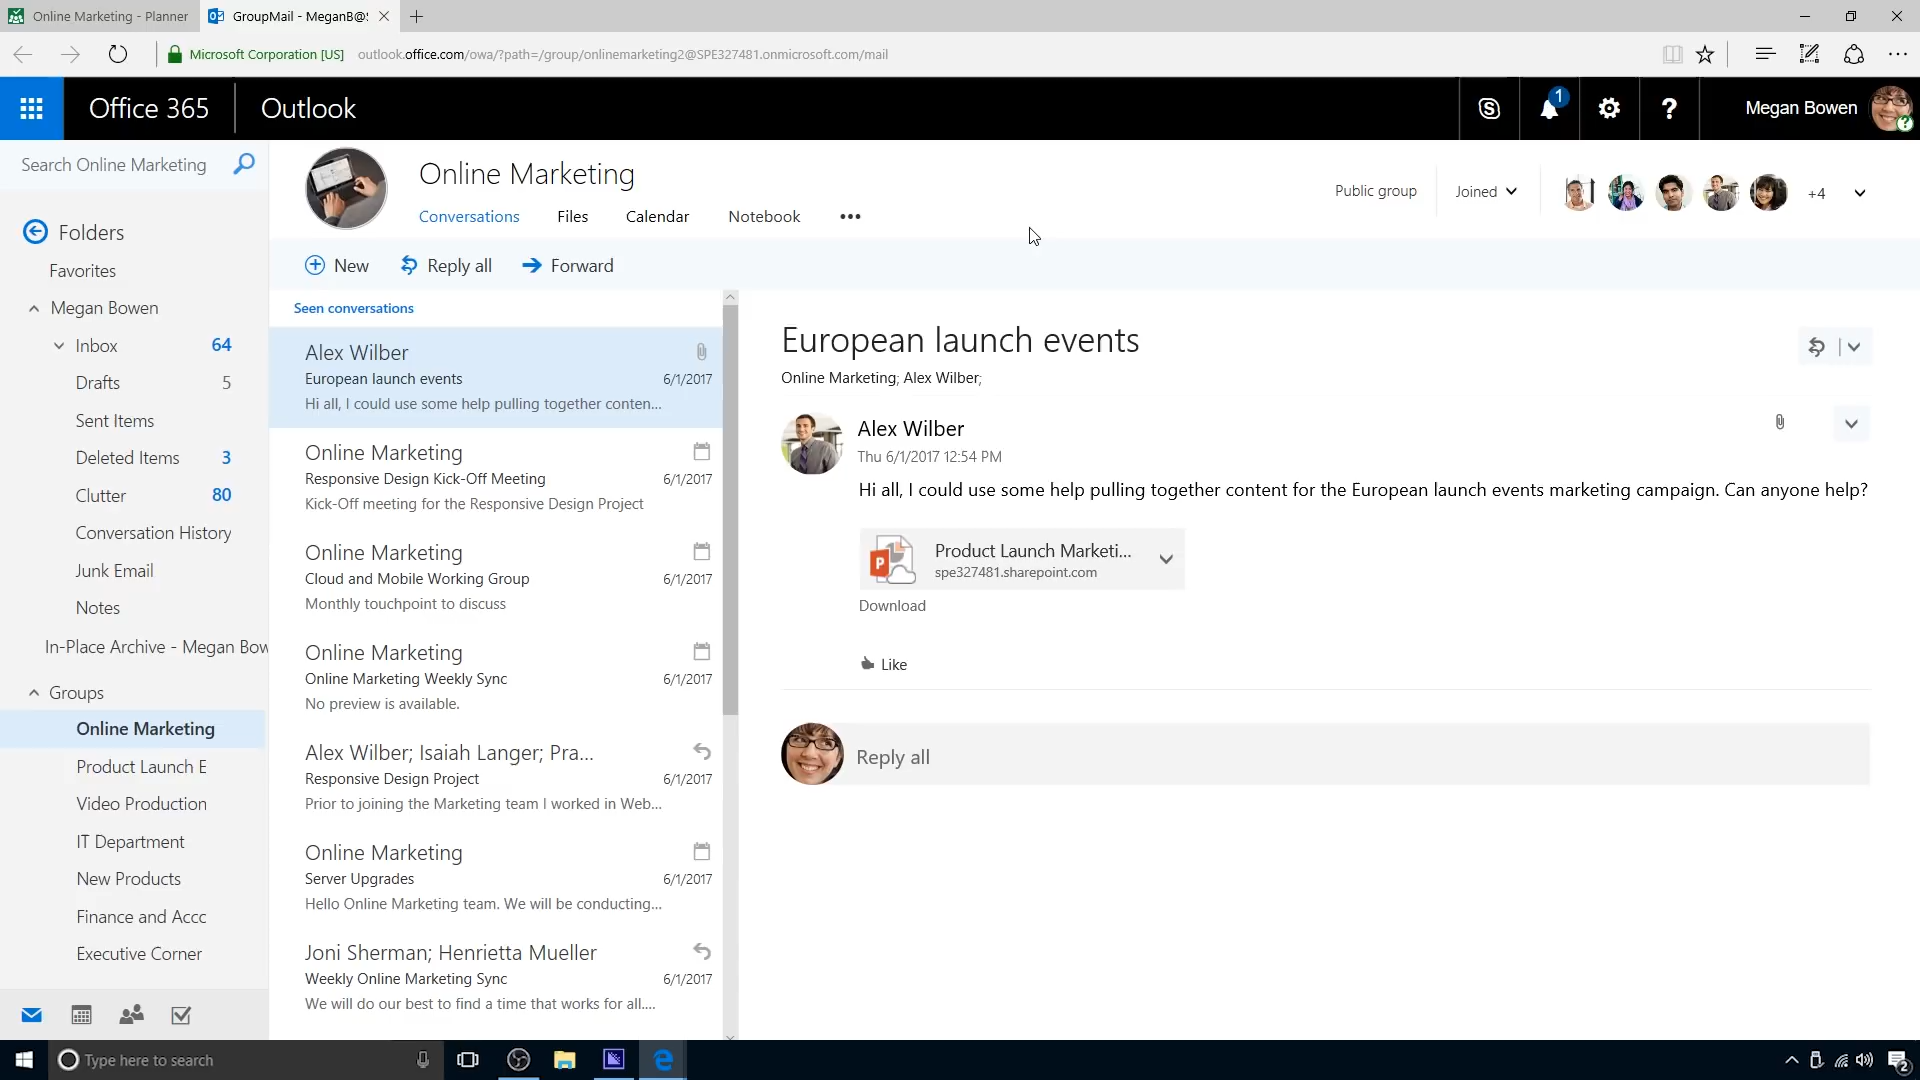 Online Marketing - Planner
GroupMail - MeganB@S
Microsoft Corporation [US]
outlook.office.com/owa/?path=/group/onlinemarketing2@SPE327481.onmicrosoft.com/mail
Office 365
Outlook
1
?
Megan Bowen
?
Search Online Marketing
Online Marketing
Conversations
Files
Calendar
Notebook
•••
Public group
Joined
+4
New
Reply all
Forward
Folders
Favorites
Megan Bowen
Inbox 64
Drafts 5
Sent Items
Deleted Items 3
Clutter 80
Conversation History
Junk Email
Notes
In-Place Archive - Megan Bow
Groups
Online Marketing
Product Launch E
Video Production
IT Department
New Products
Finance and Accc
Executive Corner
Seen conversations
Alex Wilber
European launch events 6/1/2017
Hi all, I could use some help pulling together conten...
Online Marketing
Responsive Design Kick-Off Meeting 6/1/2017
Kick-Off meeting for the Responsive Design Project
Online Marketing
Cloud and Mobile Working Group 6/1/2017
Monthly touchpoint to discuss
Online Marketing
Online Marketing Weekly Sync 6/1/2017
No preview is available.
Alex Wilber; Isaiah Langer; Pra...
Responsive Design Project 6/1/2017
Prior to joining the Marketing team I worked in Web...
Online Marketing
Server Upgrades 6/1/2017
Hello Online Marketing team. We will be conducting...
Joni Sherman; Henrietta Mueller
Weekly Online Marketing Sync 6/1/2017
We will do our best to find a time that works for all....
European launch events
Online Marketing; Alex Wilber;
Alex Wilber
Thu 6/1/2017 12:54 PM
Hi all, I could use some help pulling together content for the European launch events marketing campaign. Can anyone help?
P
Product Launch Marketi...
spe327481.sharepoint.com
Download
Like
Reply all
Type here to search
2